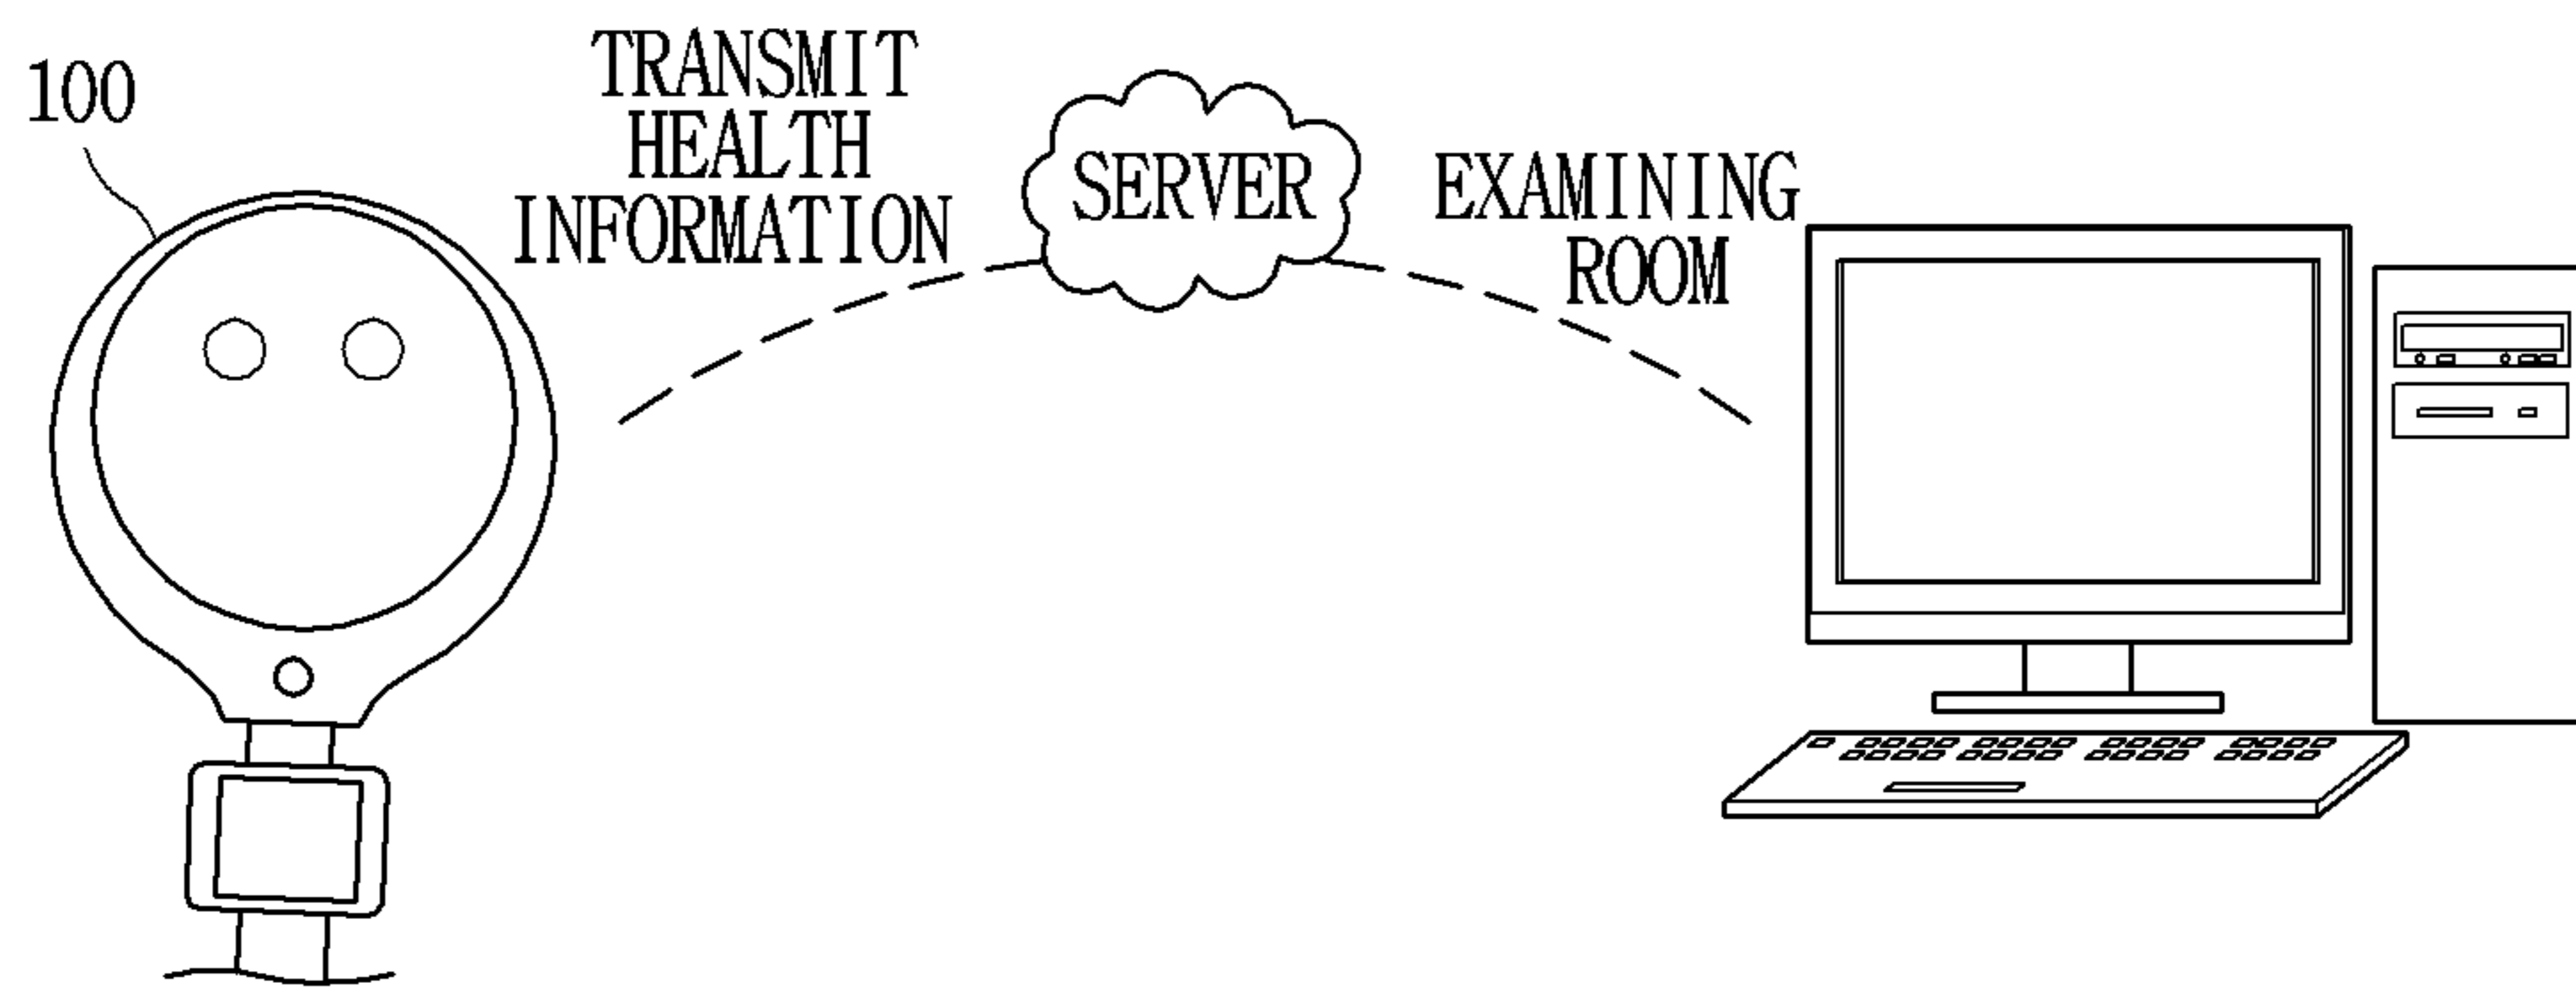 100
TRANSMIT
HEALTH
INFORMATION
SERVER
EXAMINING
ROOM